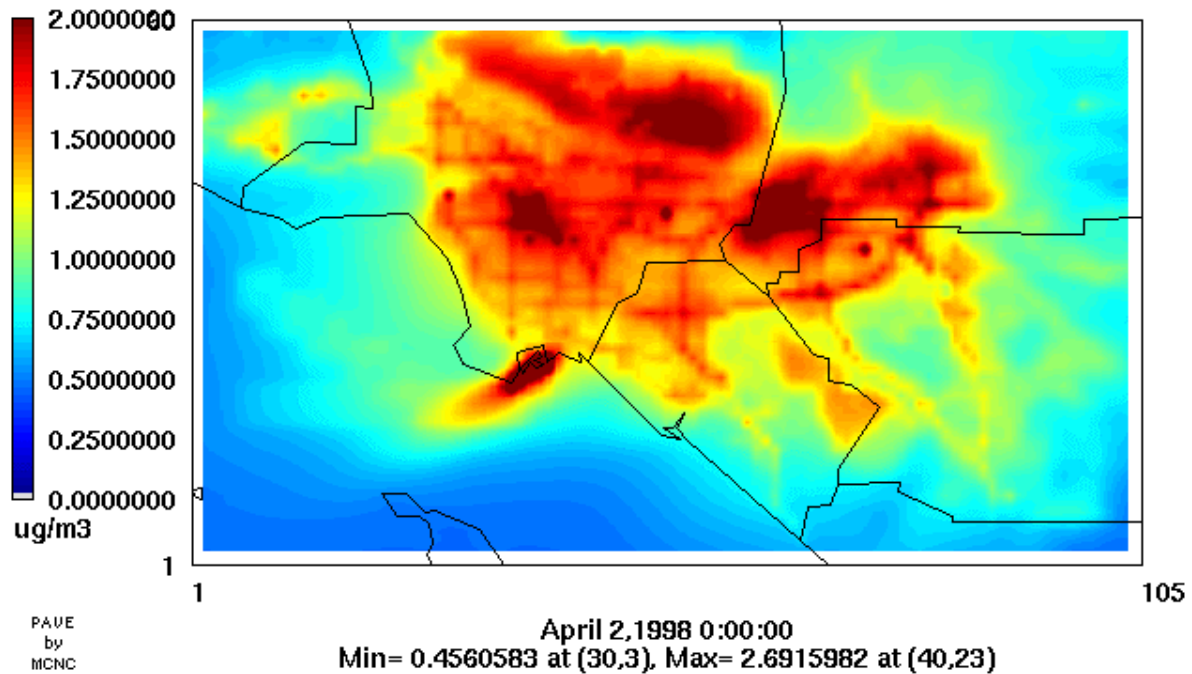 2.0000000
60
1.7500000
1.5000000
1.2500000
1.0000000
0.7500000
0.5000000
0.2500000
0.0000000
ug/m3
1
1
105
PAVE
by
MCNC
April 2,1998 0:00:00
Min= 0.4560583 at (30,3), Max= 2.6915982 at (40,23)